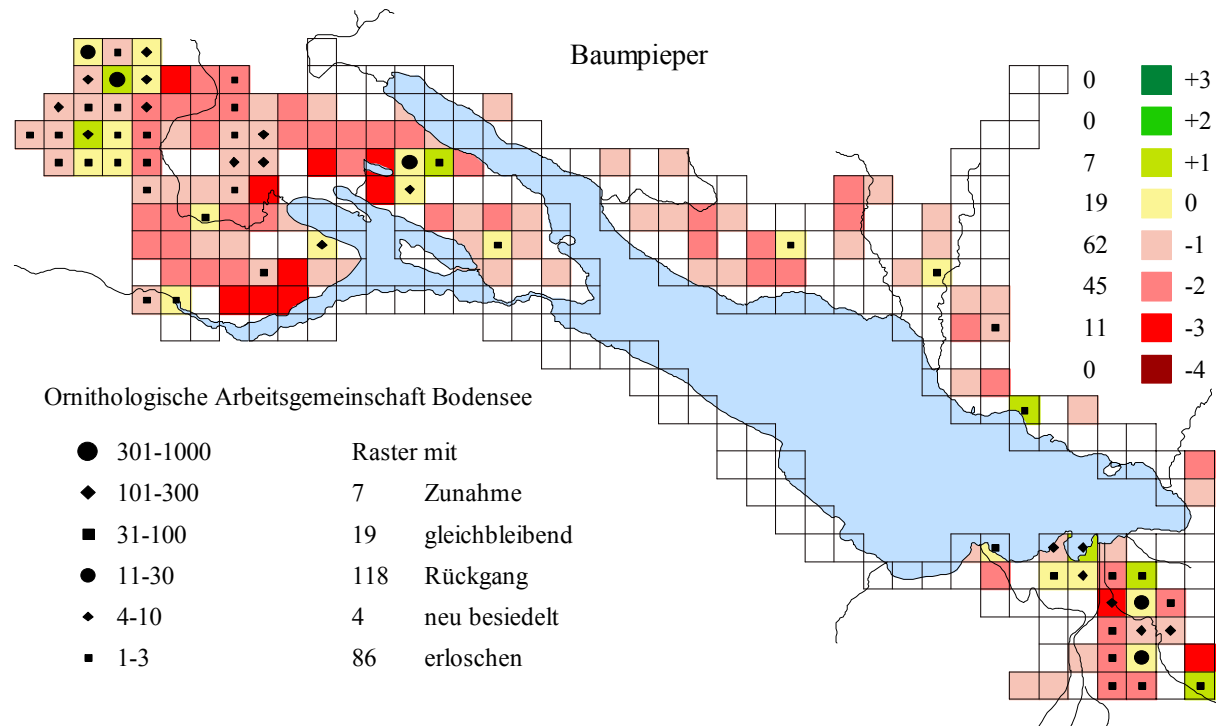 Baumpieper
0 +3
0 +2
7 +1
19 0
62 -1
45 -2
11 -3
0 -4
Ornithologische Arbeitsgemeinschaft Bodensee
301-1000 Raster mit
101-300 7 Zunahme
31-100 19 gleichbleibend
11-30 118 Rückgang
4-10 4 neu besiedelt
1-3 86 erloschen